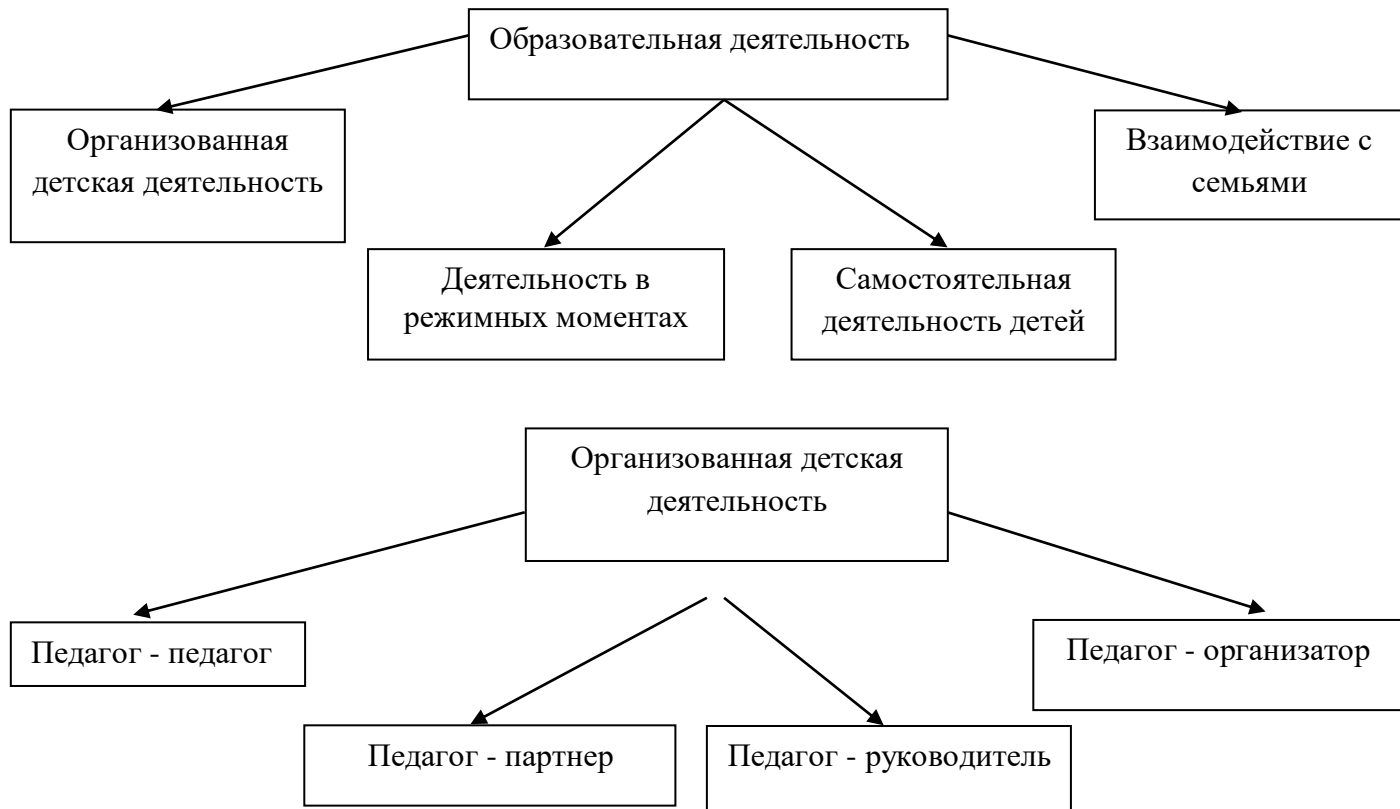 Образовательная деятельность
Организованная
детская деятельность
Взаимодействие с
семьями
Деятельность в
режимных моментах
Самостоятельная
деятельность детей
Организованная детская
деятельность
Педагог - педагог
Педагог - организатор
Педагог - партнер
Педагог - руководитель